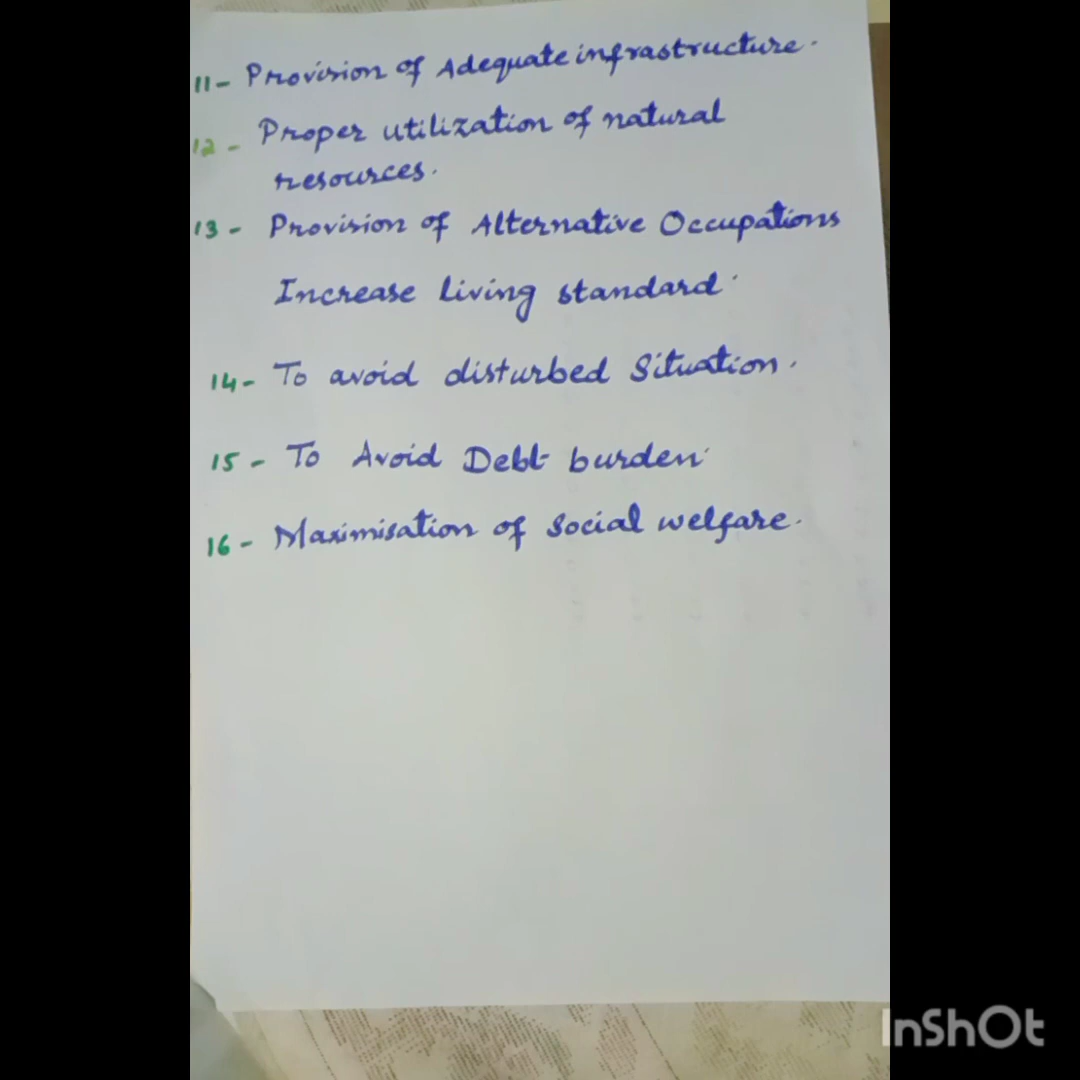 11- Provision of Adequate infrastructure.
12- Proper utilization of natural
resources.
13- Provision of Alternative Occupations
Increase living standard.
14- To avoid disturbed Situation.
15- To Avoid Debt burden.
16- Maximisation of Social welfare.
InShOt